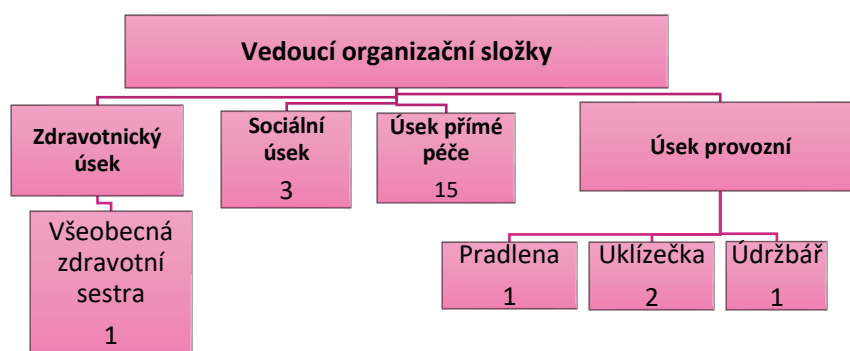 Vedoucí organizační složky
Zdravotnický
úsek
Sociální
úsek
3
Úsek přímé
péče
15
Úsek provozní
Všeobecná
zdravotní
sestra
1
Pradlena
1
Uklízečka
2
Údržbář
1